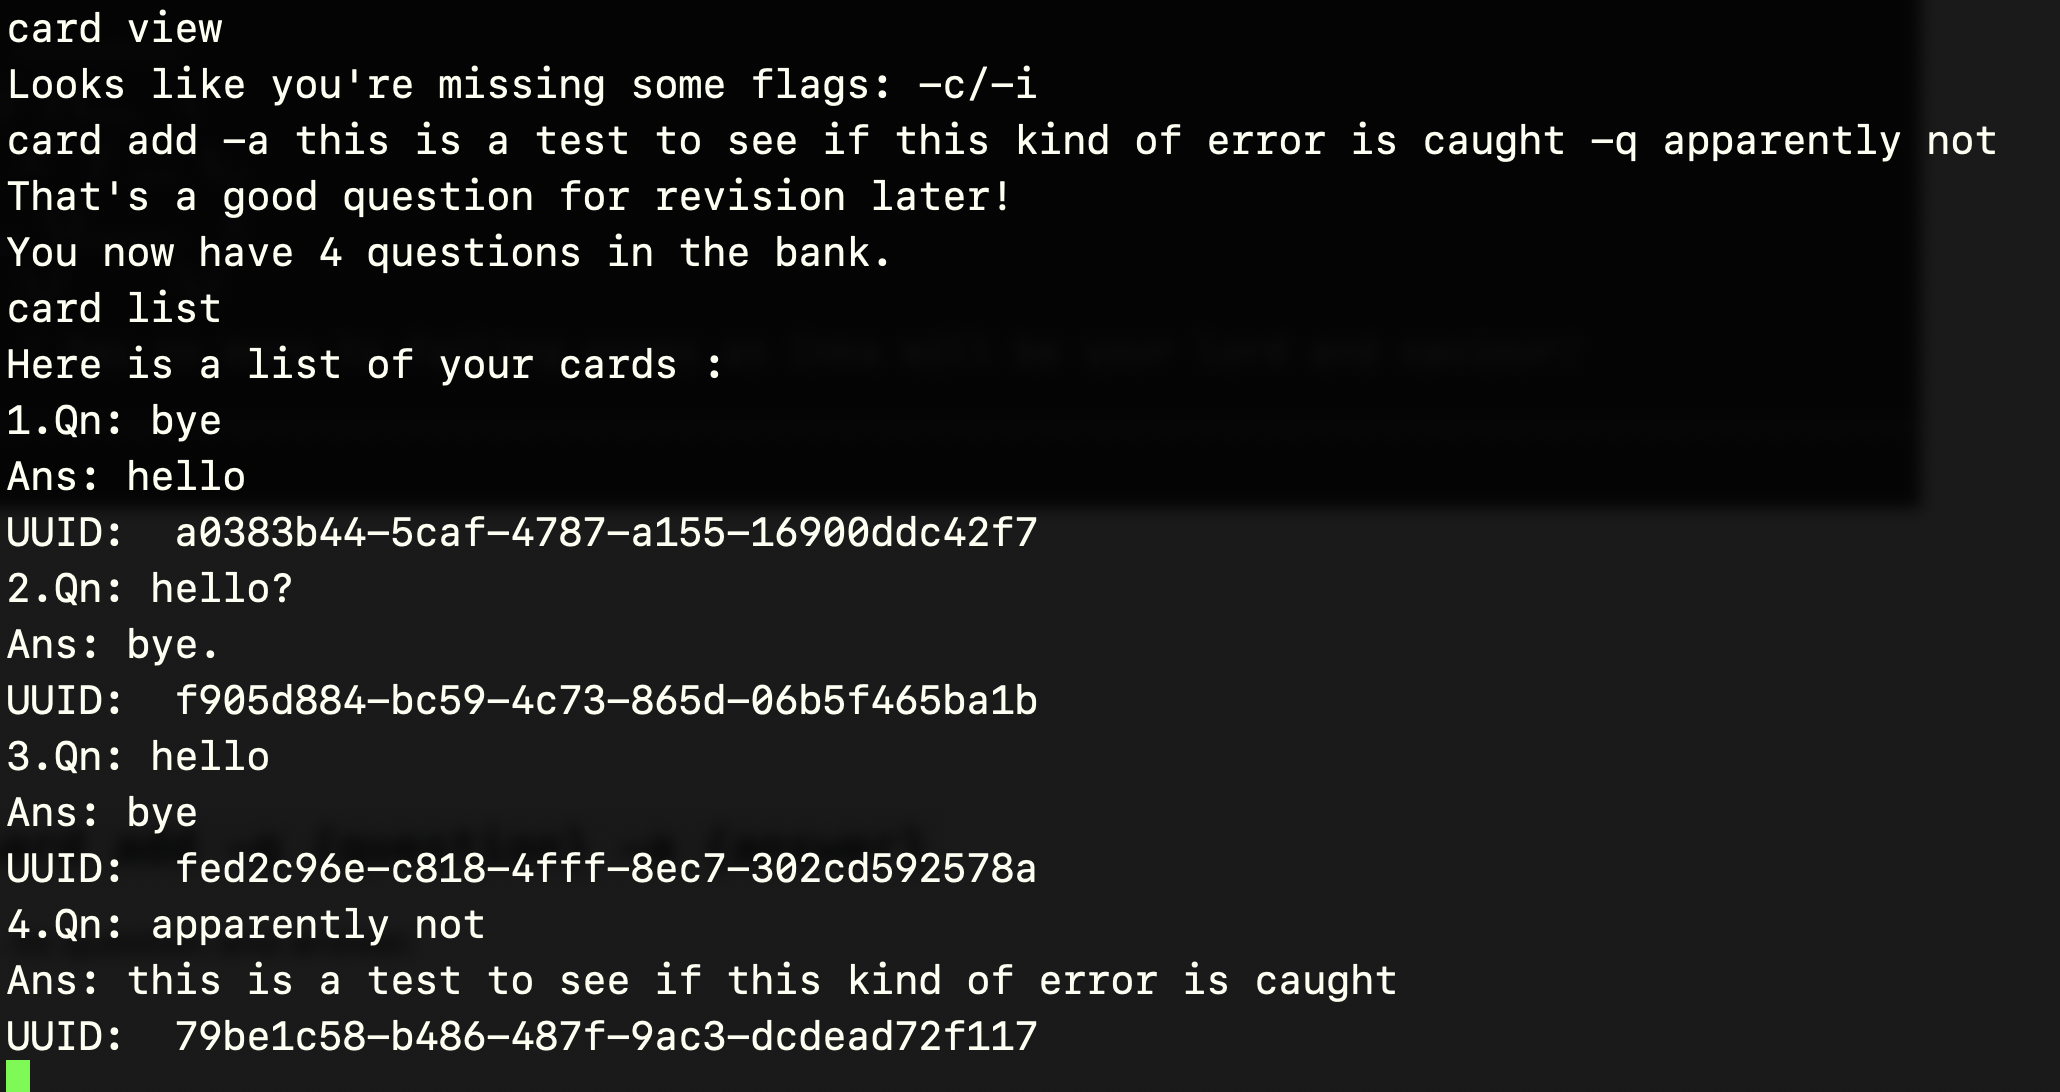 card view
Looks like you're missing some flags: -c/-i
card add -a this is a test to see if this kind of error is caught -q apparently not
That's a good question for revision later!
You now have 4 questions in the bank.
card list
Here is a list of your cards :
1.Qn: bye
Ans: hello
UUID:  a0383b44-5caf-4787-a155-16900ddc42f7
2.Qn: hello?
Ans: bye.
UUID:  f905d884-bc59-4c73-865d-06b5f465ba1b
3.Qn: hello
Ans: bye
UUID:  fed2c96e-c818-4fff-8ec7-302cd592578a
4.Qn: apparently not
Ans: this is a test to see if this kind of error is caught
UUID:  79be1c58-b486-487f-9ac3-dcdead72f117